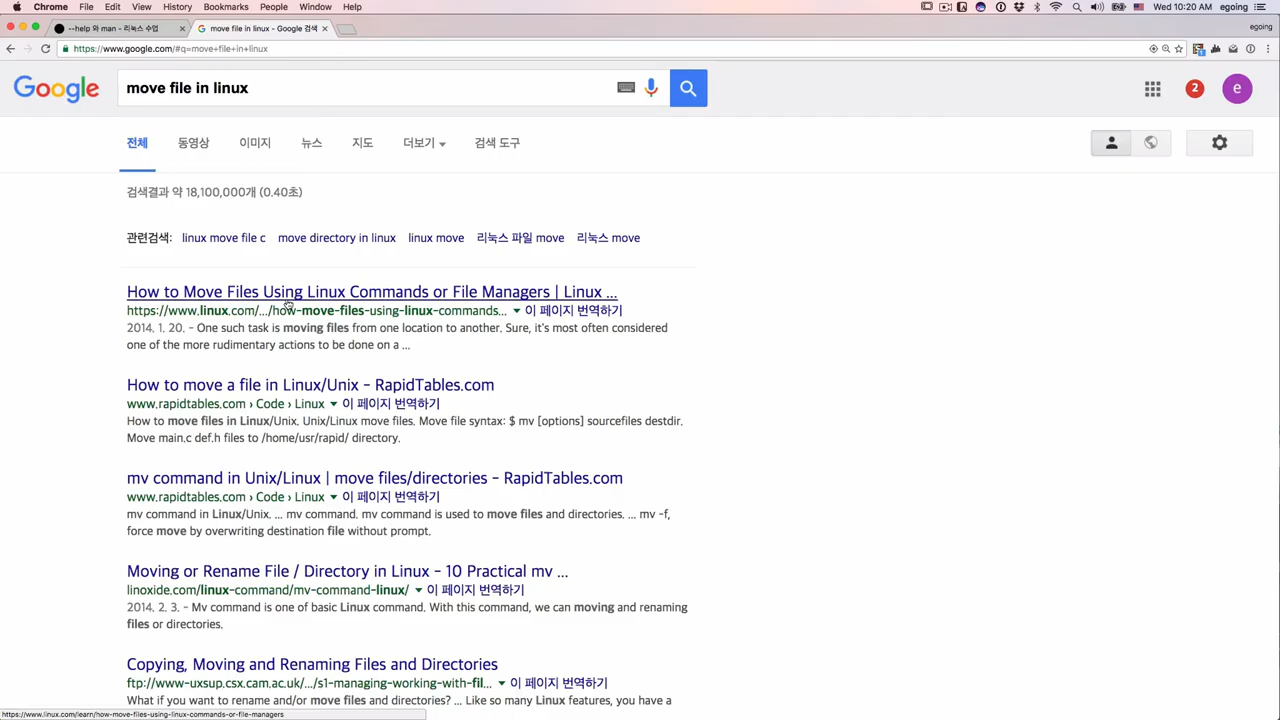 Chrome File Edit View History Bookmarks People Window Help Wed 10:20 AM egoing
--help 와 man - 리눅스 수업 move file in linux - Google 검색 egoing
https://www.google.com/#q=move+file+in+linux
Google move file in linux 2 e
전체 동영상 이미지 뉴스 지도 더보기 검색 도구
검색결과 약 18,100,000개 (0.40초)
관련검색: linux move file c move directory in linux linux move 리눅스 파일 move 리눅스 move
How to Move Files Using Linux Commands or File Managers | Linux ...
https://www.linux.com/.../how-move-files-using-linux-commands... 이 페이지 번역하기
2014. 1. 20. - One such task is moving files from one location to another. Sure, it's most often considered
one of the more rudimentary actions to be done on a ...
How to move a file in Linux/Unix - RapidTables.com
www.rapidtables.com › Code › Linux 이 페이지 번역하기
How to move files in Linux/Unix. Unix/Linux move files. Move file syntax: $ mv [options] sourcefiles destdir.
Move main.c def.h files to /home/usr/rapid/ directory.
mv command in Unix/Linux | move files/directories - RapidTables.com
www.rapidtables.com › Code › Linux 이 페이지 번역하기
mv command in Linux/Unix. ... mv command. mv command is used to move files and directories. ... mv -f,
force move by overwriting destination file without prompt.
Moving or Rename File / Directory in Linux - 10 Practical mv ...
linoxide.com/linux-command/mv-command-linux/ 이 페이지 번역하기
2014. 2. 3. - Mv command is one of basic Linux command. With this command, we can moving and renaming
files or directories.
Copying, Moving and Renaming Files and Directories
ftp://www-uxsup.csx.cam.ac.uk/.../s1-managing-working-with-fil... 이 페이지 번역하기
What if you want to rename and/or move files and directories? ... Like so many Linux features, you have a
https://www.linux.com/learn/how-move-files-using-linux-commands-or-file-managers